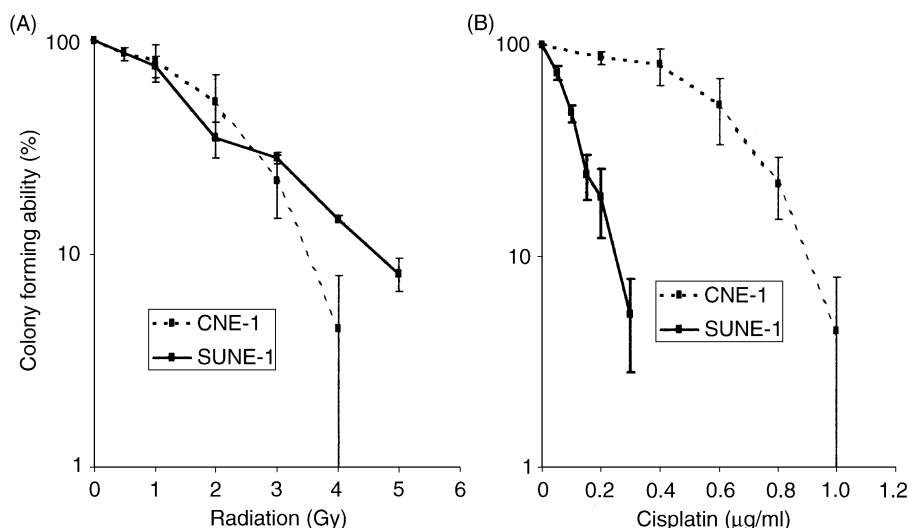 (A)
100
10
1
Colony forming ability (%)
CNE-1
SUNE-1
0 1 2 3 4 5 6
Radiation (Gy)
(B)
100
10
1
CNE-1
SUNE-1
0 0.2 0.4 0.6 0.8 1.0 1.2
Cisplatin (µg/ml)